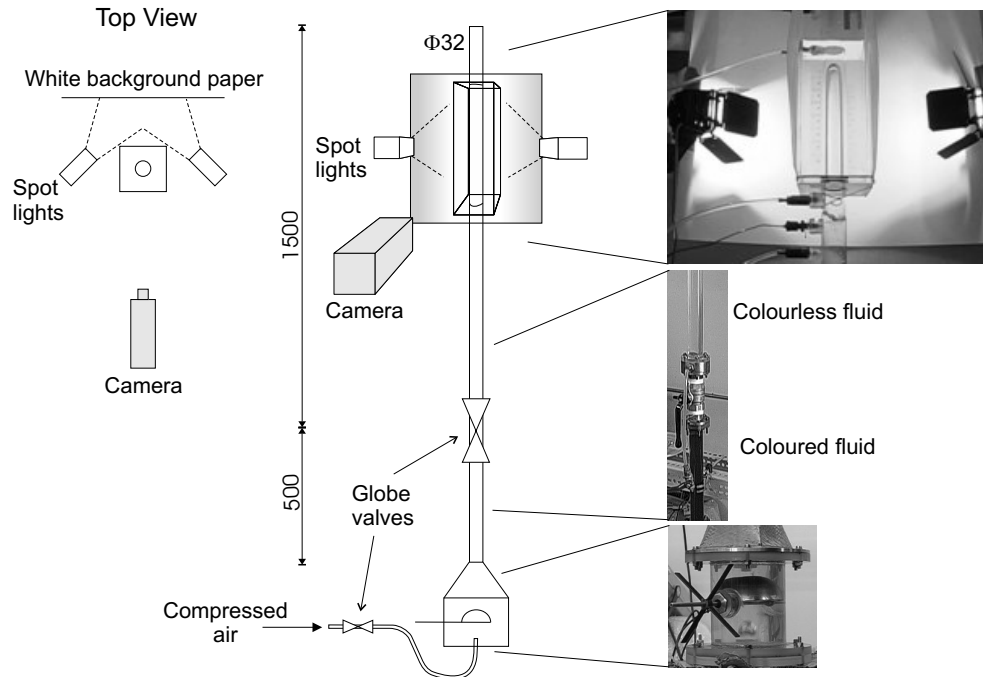 Top View
White background paper
Spot
lights
Camera
Φ32
Spot
lights
1500
Camera
Colourless fluid
Coloured fluid
500
Globe
valves
Compressed
air